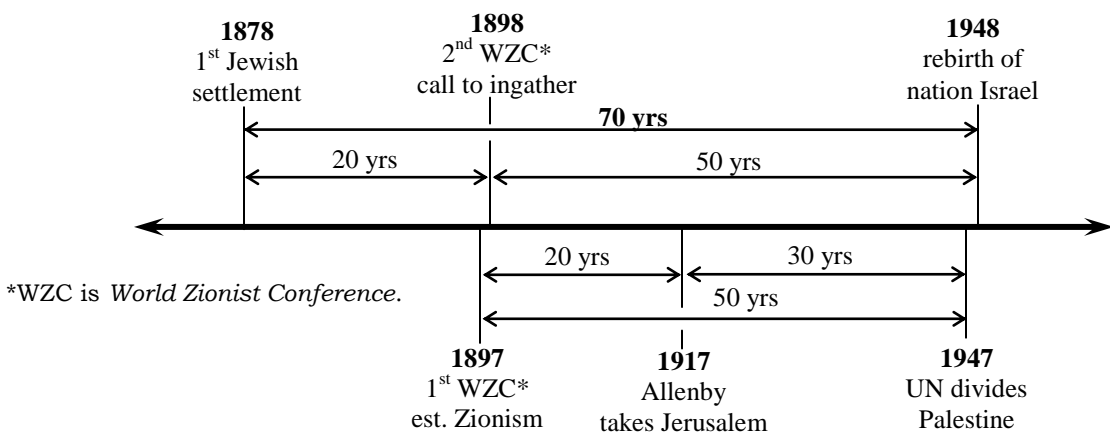 1878
1st Jewish
settlement
1898
2nd WZC*
call to ingather
1948
rebirth of
nation Israel
70 yrs
20 yrs
50 yrs
20 yrs
30 yrs
*WZC is World Zionist Conference.
50 yrs
1897
1st WZC*
est. Zionism
1917
Allenby
takes Jerusalem
1947
UN divides
Palestine